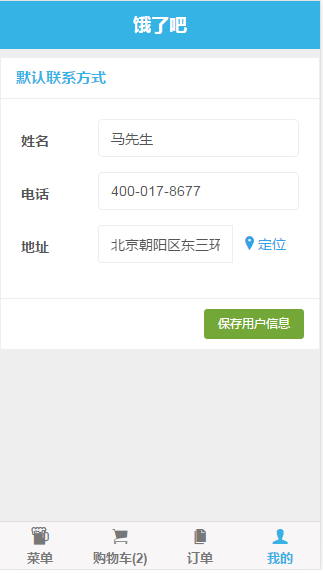 饿了吧
默认联系方式
姓名 马先生
电话 400-017-8677
地址 北京朝阳区东三环 定位
保存用户信息
菜单 购物车(2) 订单 我的